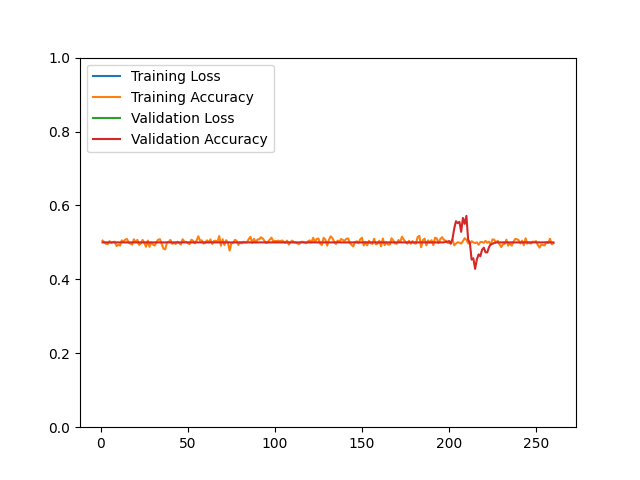 1.0
0.8
0.6
0.4
0.2
0.0
Training Loss
Training Accuracy
Validation Loss
Validation Accuracy
0 50 100 150 200 250